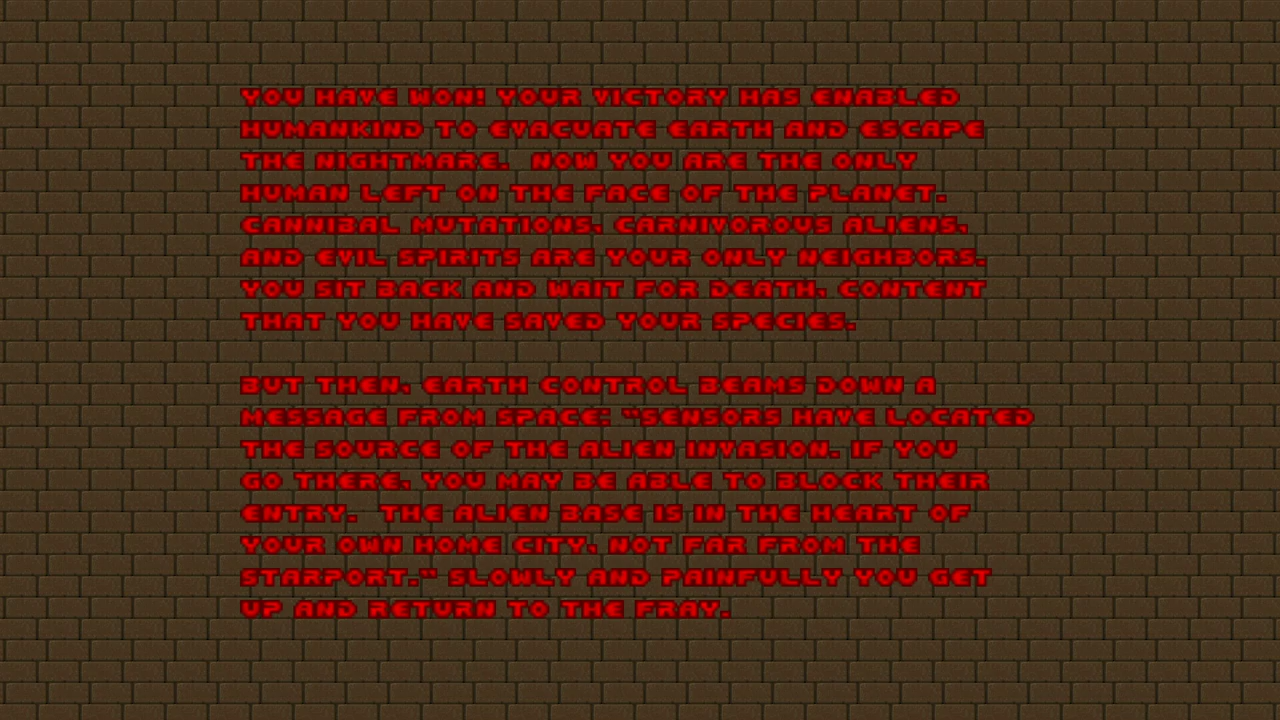 YOU HAVE WON! YOUR VICTORY HAS ENABLED
HUMANKIND TO EVACUATE EARTH AND ESCAPE
THE NIGHTMARE.  NOW YOU ARE THE ONLY
HUMAN LEFT ON THE FACE OF THE PLANET.
CANNIBAL MUTATIONS, CARNIVOROUS ALIENS,
AND EVIL SPIRITS ARE YOUR ONLY NEIGHBORS.
YOU SIT BACK AND WAIT FOR DEATH, CONTENT
THAT YOU HAVE SAVED YOUR SPECIES.

BUT THEN, EARTH CONTROL BEAMS DOWN A
MESSAGE FROM SPACE: "SENSORS HAVE LOCATED
THE SOURCE OF THE ALIEN INVASION. IF YOU
GO THERE, YOU MAY BE ABLE TO BLOCK THEIR
ENTRY.  THE ALIEN BASE IS IN THE HEART OF
YOUR OWN HOME CITY, NOT FAR FROM THE
STARPORT." SLOWLY AND PAINFULLY YOU GET
UP AND RETURN TO THE FRAY.